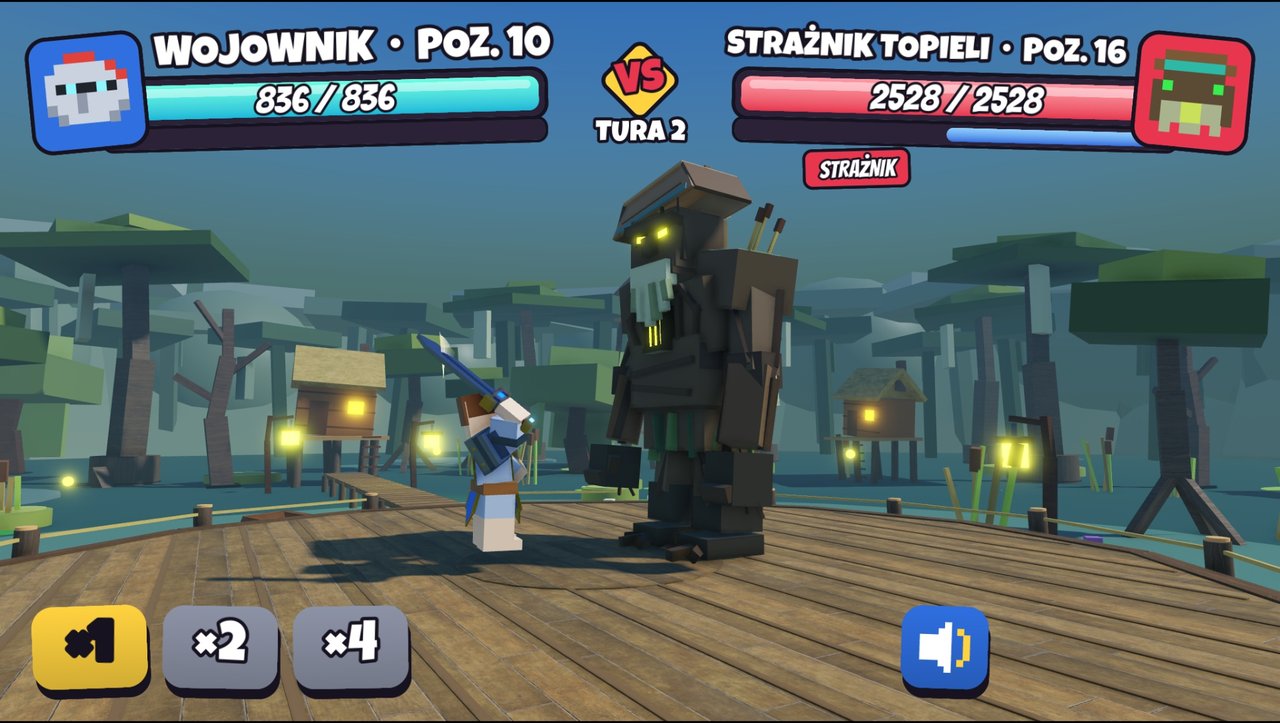 WOJOWNIK • POZ. 10
836 / 836
VS
TURA 2
STRAŻNIK TOPIELI • POZ. 16
2528 / 2528
STRAŻNIK
×1
×2
×4